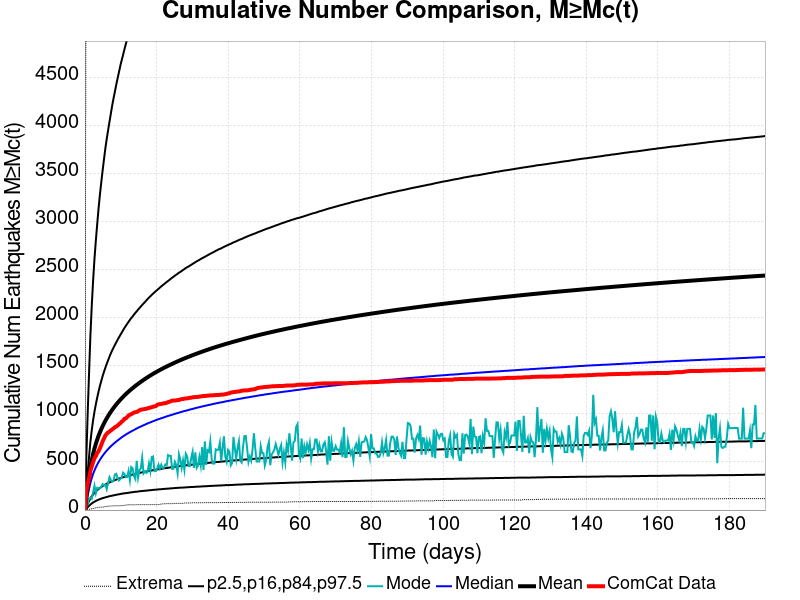 Cumulative Number Comparison, M≥Mc(t)
Cumulative Num Earthquakes M≥Mc(t)
4500
4000
3500
3000
2500
2000
1500
1000
500
0
0 20 40 60 80 100 120 140 160 180
Time (days)
Extrema p2.5,p16,p84,p97.5 Mode Median Mean ComCat Data